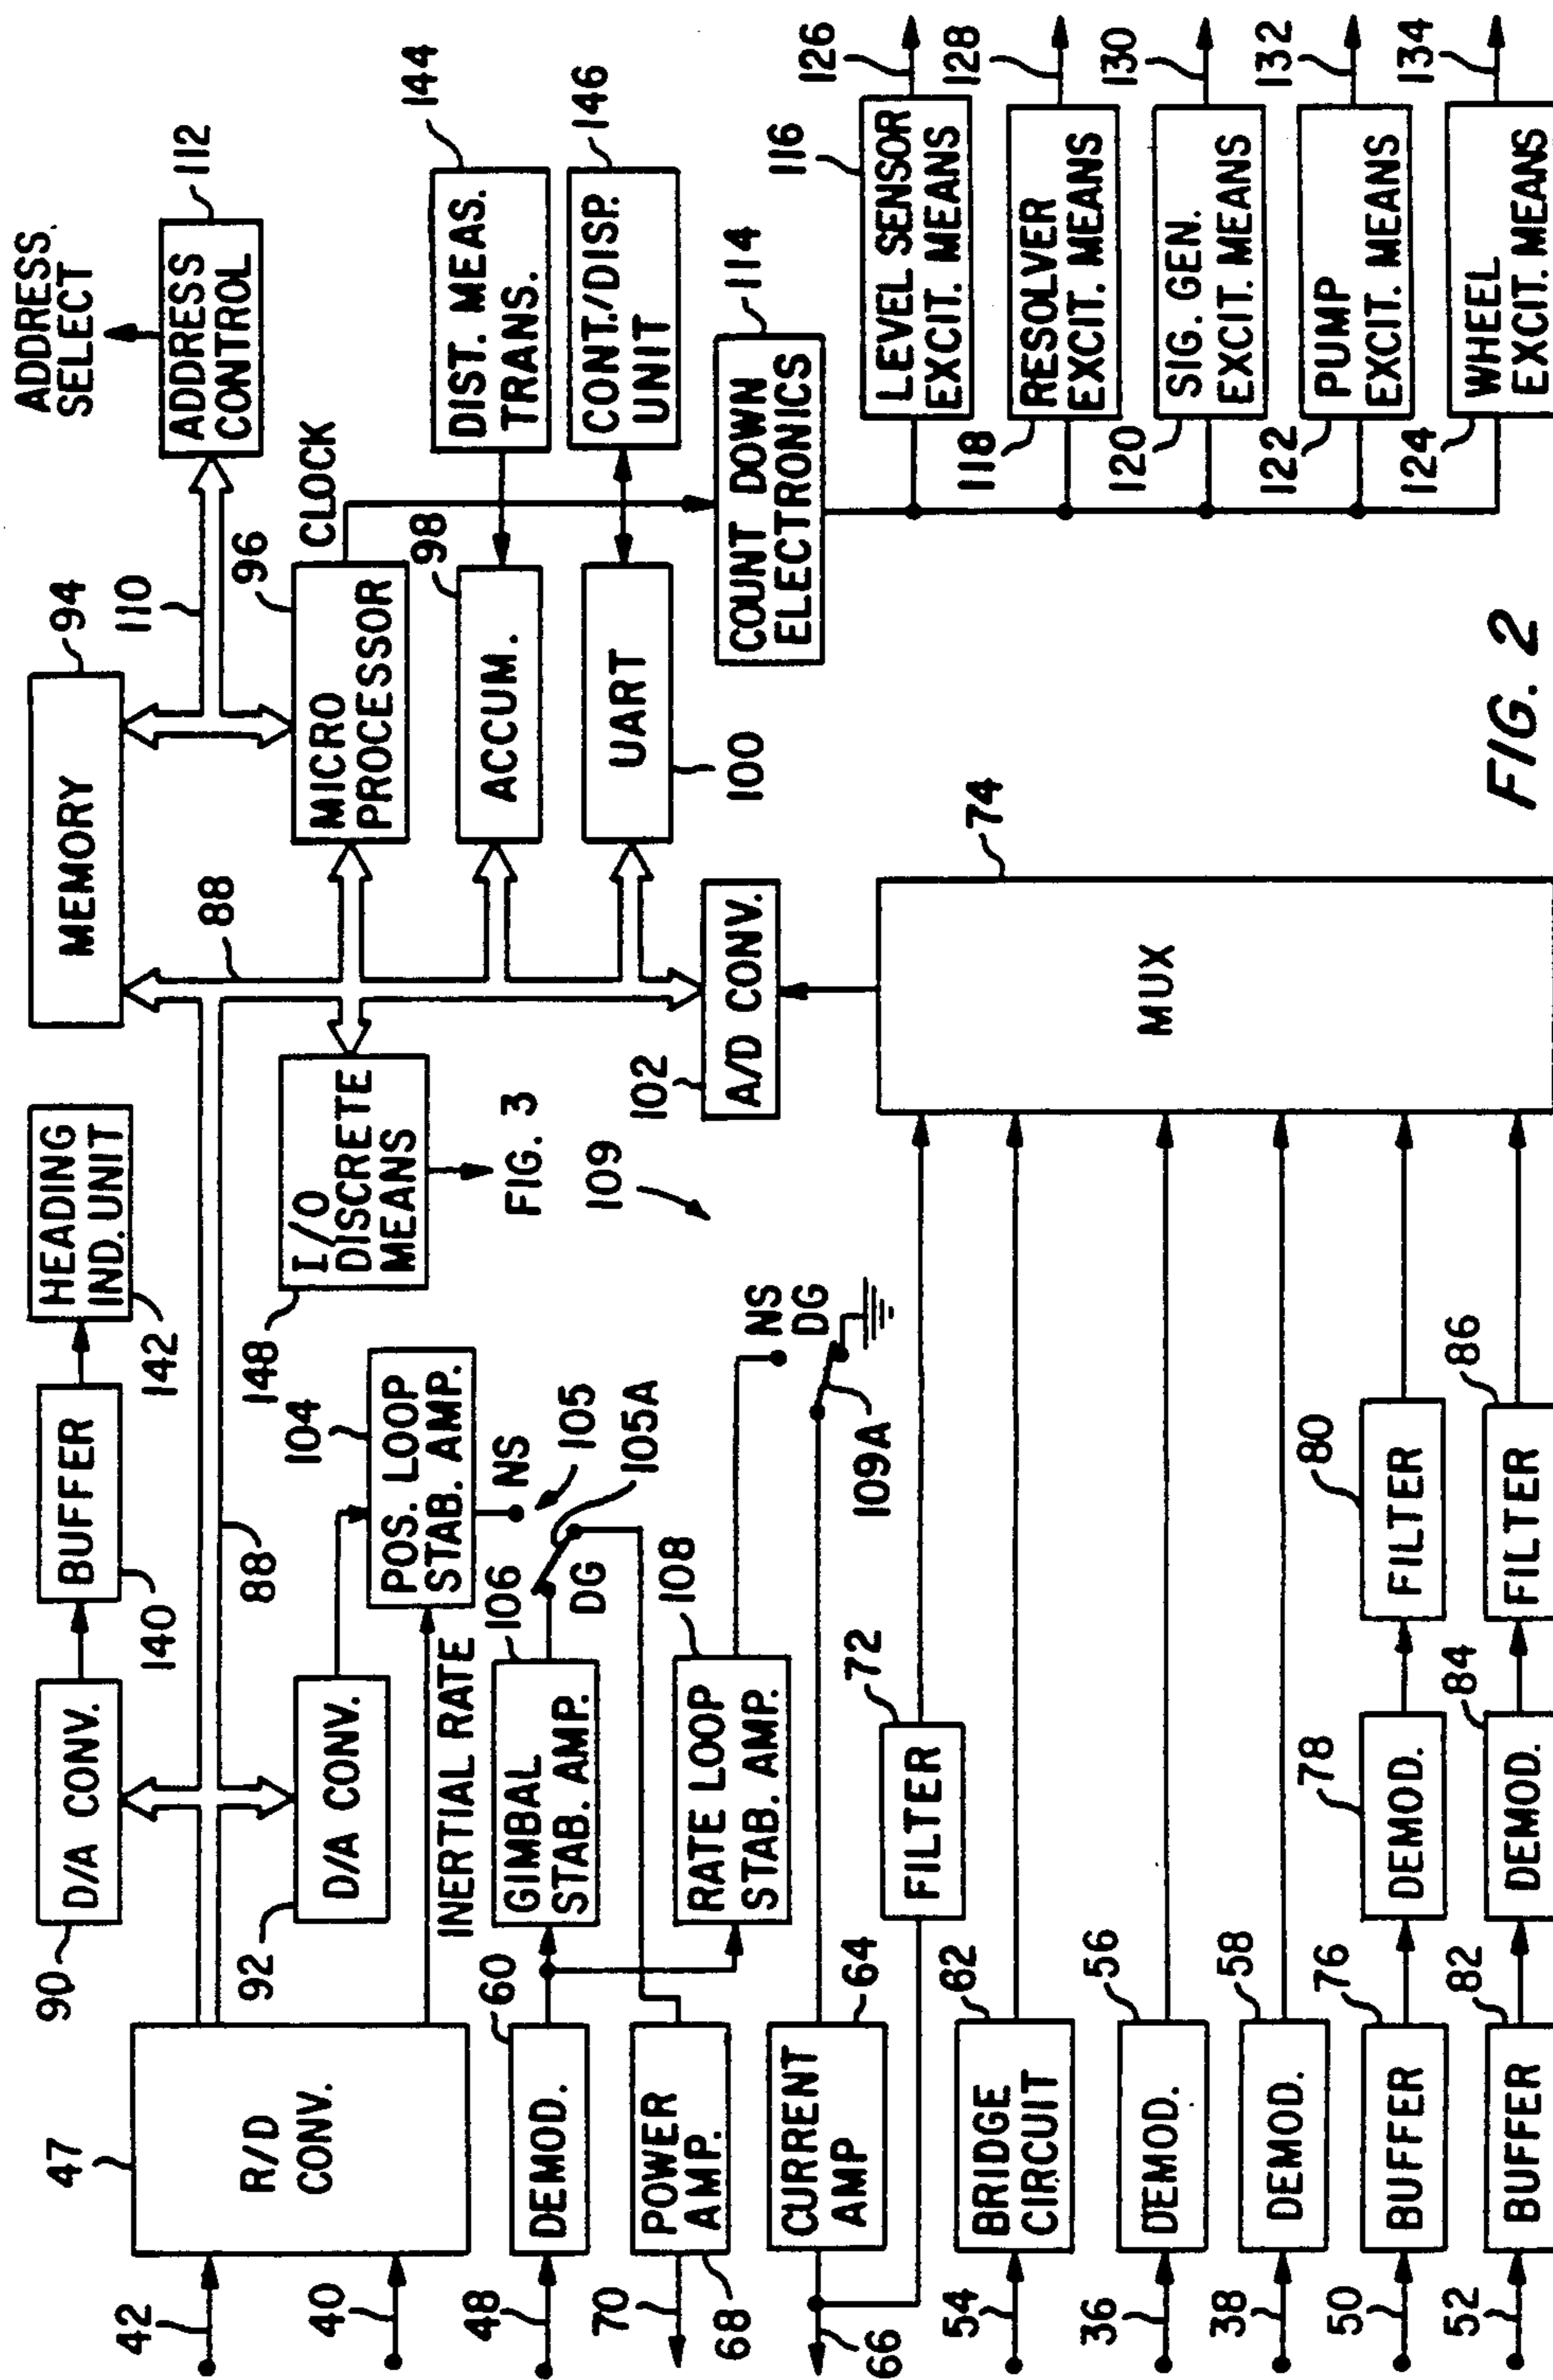 ADDRESS
SELECT
112
ADDRESS
CONTROL
94
MEMORY
110
96
MICRO
PROCESSOR
CLOCK
144
DIST. MEAS.
TRANS.
98
ACCUM.
146
CONT./DISP.
UNIT
UART
100
114
COUNT DOWN
ELECTRONICS
116
LEVEL SENSOR
EXCIT. MEANS
126
118
RESOLVER
EXCIT. MEANS
128
120
SIG. GEN.
EXCIT. MEANS
130
122
PUMP
EXCIT. MEANS
132
124
WHEEL
EXCIT. MEANS
134
HEADING
IND. UNIT
142
BUFFER
140
D/A CONV.
90
88
88
I/O
DISCRETE
MEANS
148
FIG. 3
102
A/D CONV.
74
MUX
47
R/D
CONV.
42
40
92
D/A CONV.
INERTIAL RATE
104
POS. LOOP
STAB. AMP.
NS
105
105A
DG
106
GIMBAL
STAB. AMP.
60
DEMOD.
48
108
RATE LOOP
STAB. AMP.
NS
DG
109
109A
POWER
AMP.
70
68
CURRENT
AMP
64
66
72
FILTER
62
BRIDGE
CIRCUIT
54
56
DEMOD.
36
58
DEMOD.
38
76
BUFFER
50
78
DEMOD.
80
FILTER
82
BUFFER
52
84
DEMOD.
86
FILTER
FIG. 2